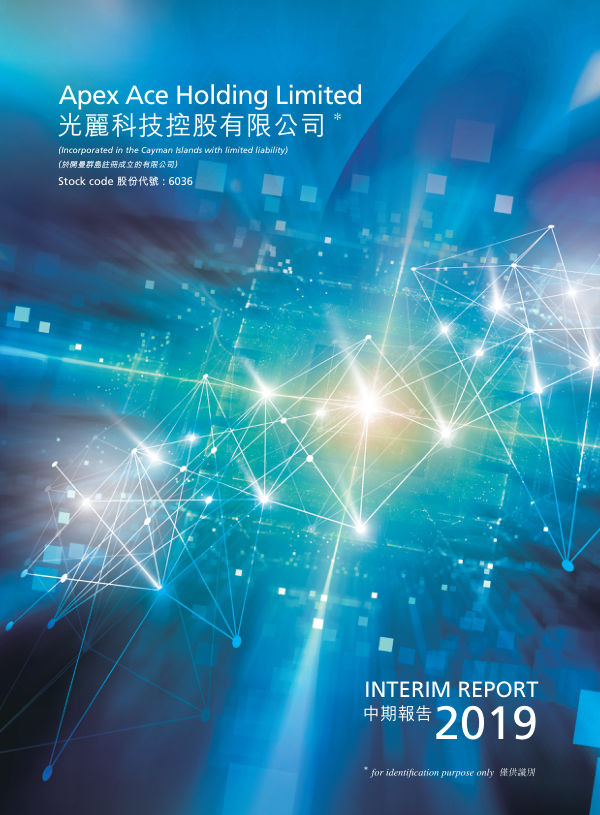 Apex Ace Holding Limited
光麗科技控股有限公司 *
(Incorporated in the Cayman Islands with limited liability)
(於開曼群島註冊成立的有限公司)
Stock code 股份代號 : 6036
INTERIM REPORT
中期報告 2019
* for identification purpose only 僅供識別